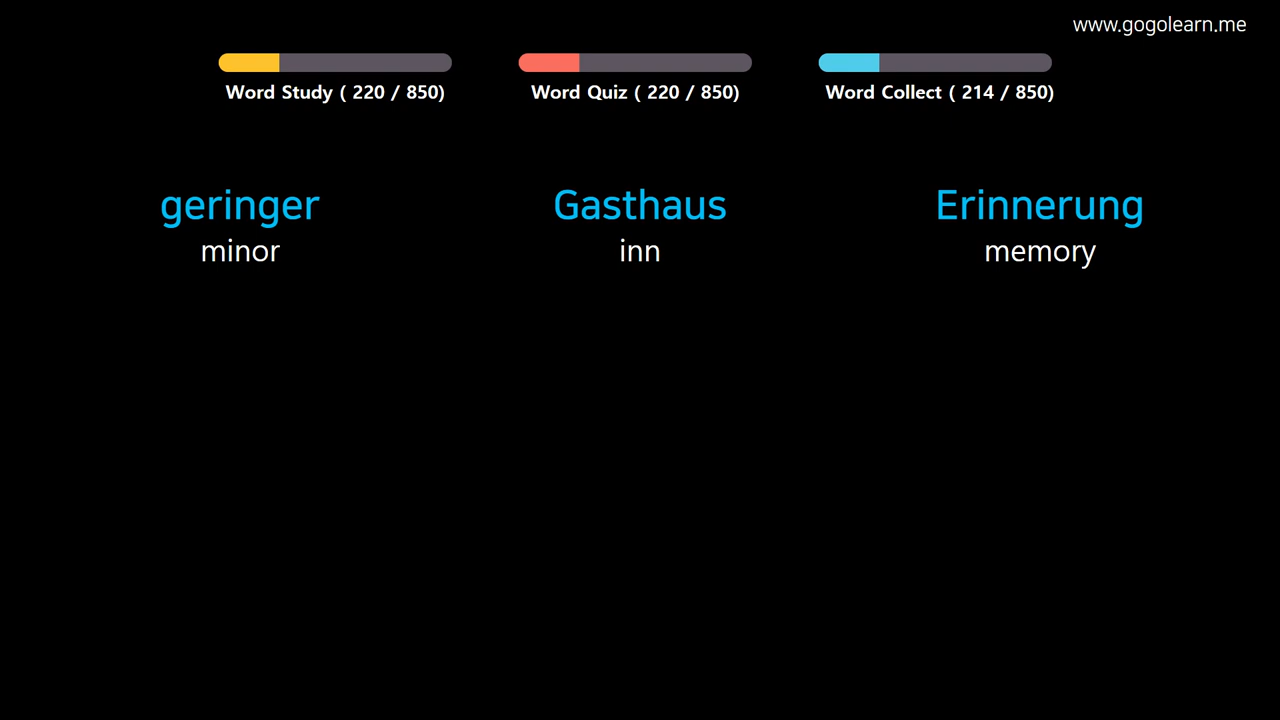 www.gogolearn.me
Word Study ( 220 / 850) Word Quiz ( 220 / 850) Word Collect ( 214 / 850)
geringer Gasthaus Erinnerung
minor inn memory